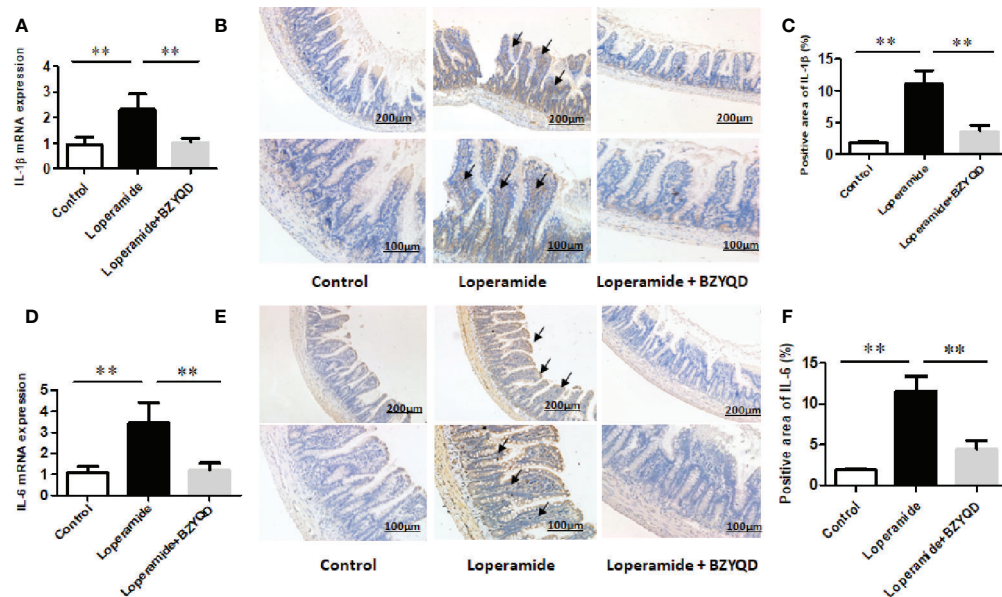 A
IL-1β mRNA expression
** **
4
3
2
1
0
Control
Loperamide
Loperamide+BZYQD
B
200μm
200μm
200μm
100μm
100μm
100μm
Control Loperamide Loperamide + BZYQD
C
Positive area of IL-1β (%)
** **
15
10
5
0
Control
Loperamide
Loperamide+BZYQD
D
IL-6 mRNA expression
** **
5
4
3
2
1
0
Control
Loperamide
Loperamide+BZYQD
E
200μm
200μm
200μm
100μm
100μm
100μm
Control Loperamide Loperamide + BZYQD
F
Positive area of IL-6 (%)
** **
15
10
5
0
Control
Loperamide
Loperamide+BZYQD